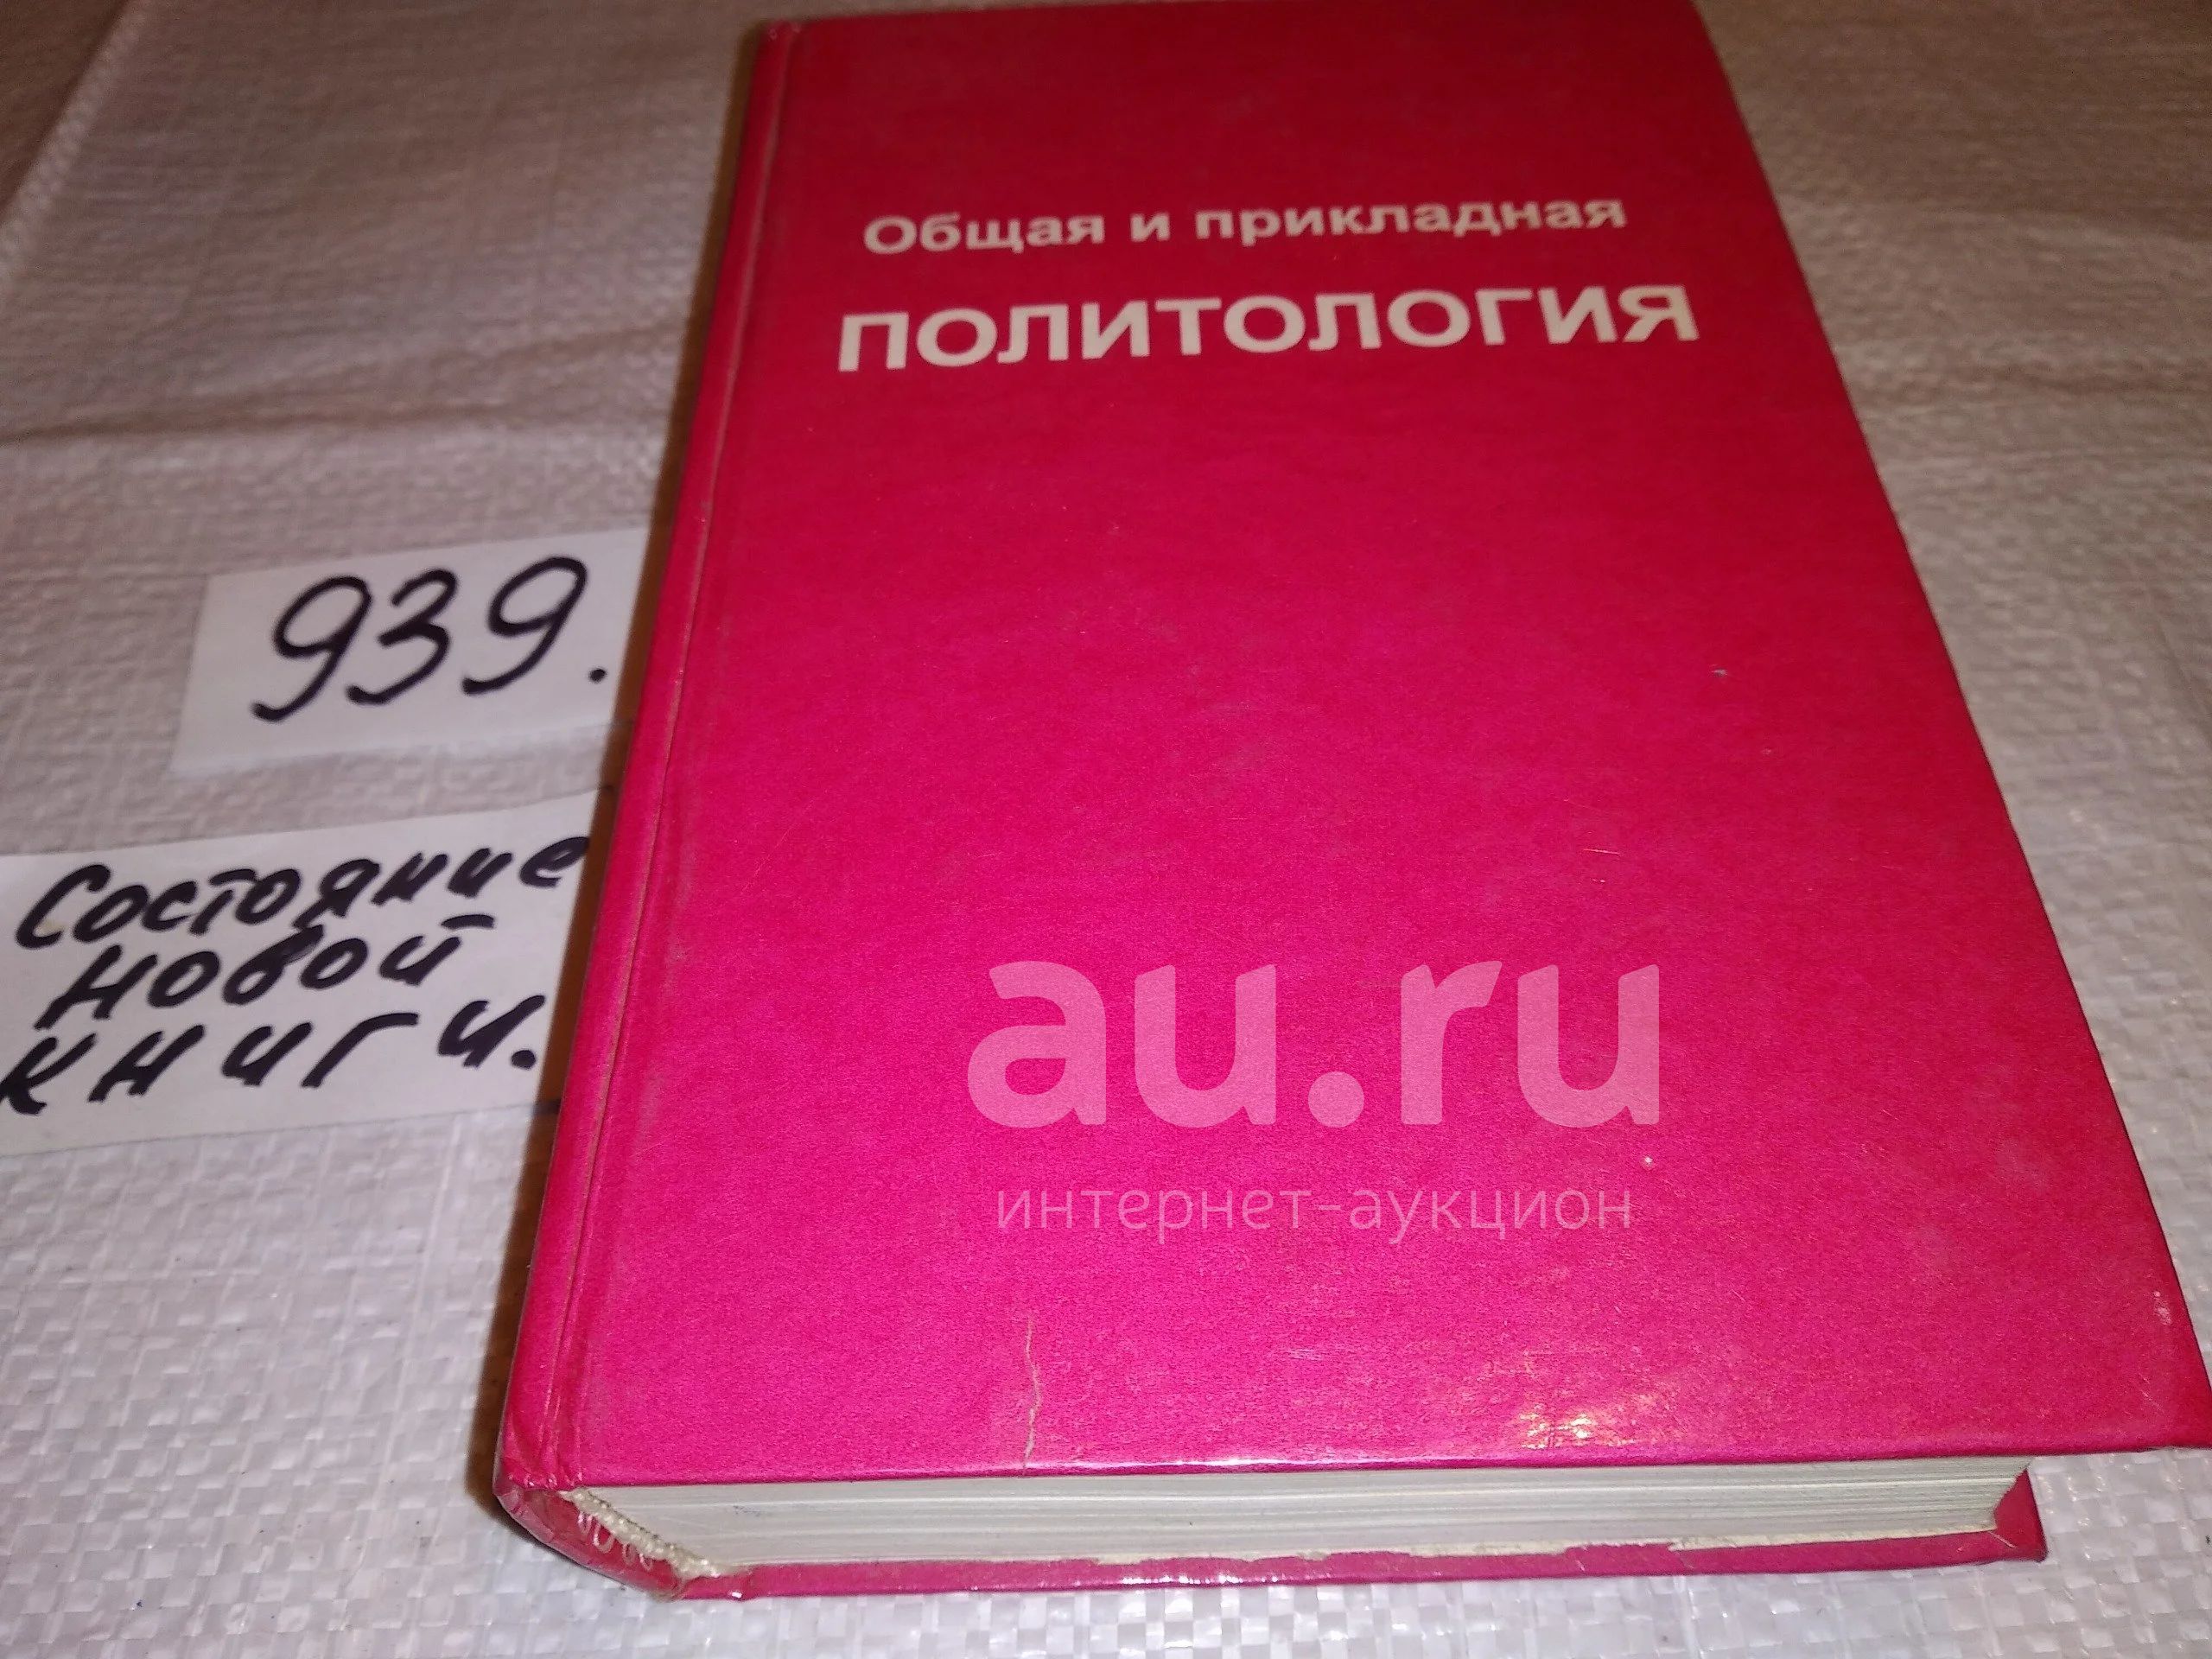 Общая и прикладная
ПОЛИТОЛОГИЯ
939.
Состояние
новой
книги.
au.ru
интернет-аукцион